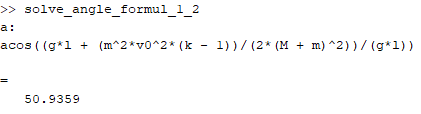 >> solve_angle_formul_1_2
a:
acos((g*l + (m^2*v0^2*(k - 1))/(2*(M + m)^2))/(g*l))
=
50.9359